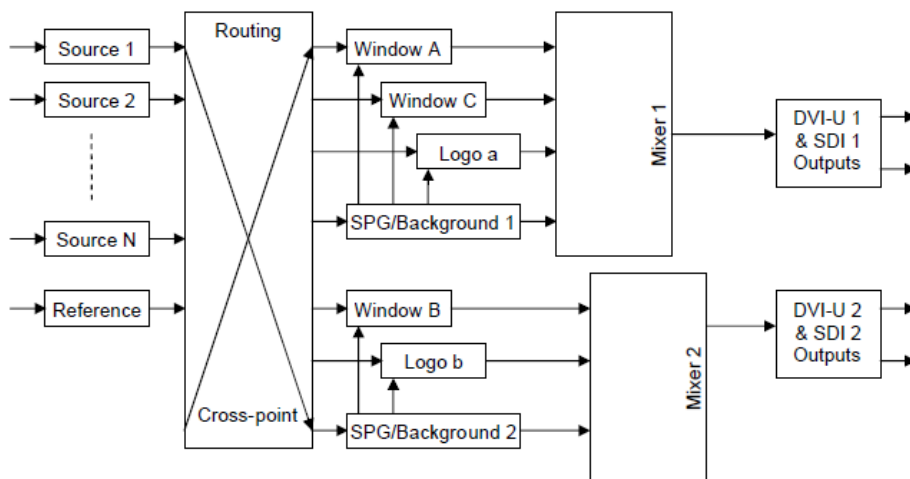 Routing
Source 1
Source 2
Source N
Reference
Cross-point
Window A
Window C
Logo a
SPG/Background 1
Mixer 1
DVI-U 1
& SDI 1
Outputs
Window B
Logo b
SPG/Background 2
Mixer 2
DVI-U 2
& SDI 2
Outputs